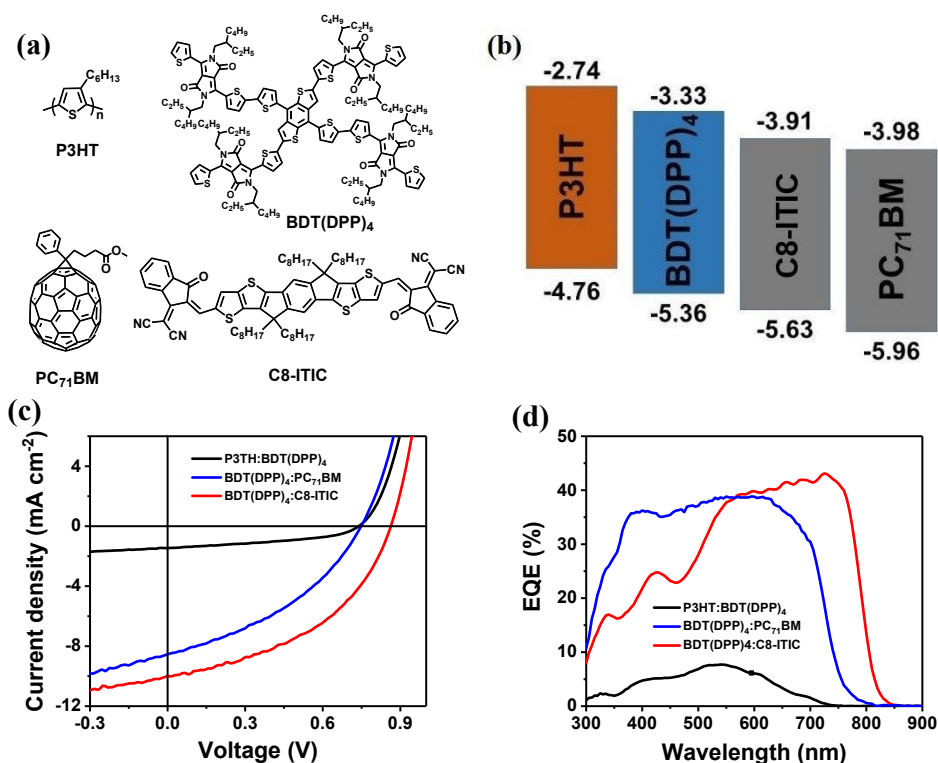 (a)
C₆H₁₃
S
n
P3HT
C₄H₉
C₂H₅
BDT(DPP)₄
PC₇₁BM
O
O
NC
CN
C₈H₁₇ C₈H₁₇
C₈H₁₇ C₈H₁₇
CN
CN
C8-ITIC
(b)
-2.74
P3HT
-4.76
-3.33
BDT(DPP)₄
-5.36
-3.91
C8-ITIC
-5.63
-3.98
PC₇₁BM
-5.96
(c)
Current density (mA cm⁻²)
4
0
-4
-8
-12
P3TH:BDT(DPP)₄
BDT(DPP)₄:PC₇₁BM
BDT(DPP)₄:C8-ITIC
-0.3 0.0 0.3 0.6 0.9
Voltage (V)
(d)
EQE (%)
50
40
30
20
10
0
P3HT:BDT(DPP)₄
BDT(DPP)₄:PC₇₁BM
BDT(DPP)4:C8-ITIC
300 400 500 600 700 800 900
Wavelength (nm)